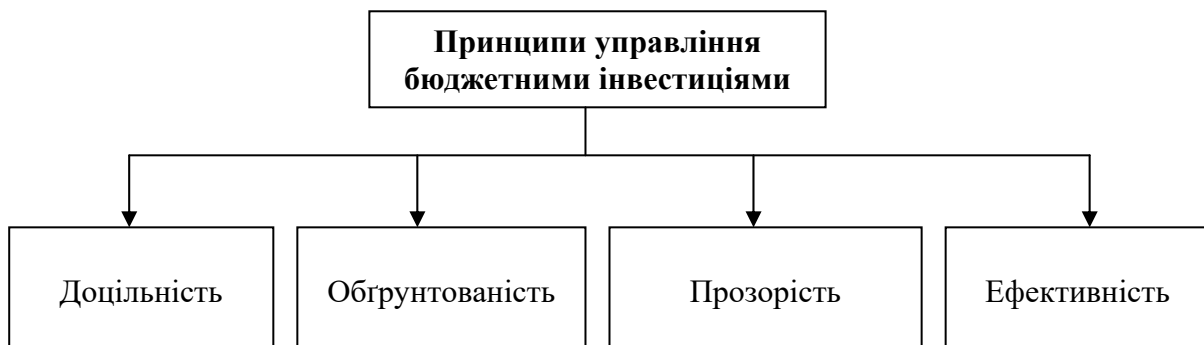 Принципи управління
бюджетними інвестиціями
Доцільність
Обґрунтованість
Прозорість
Ефективність